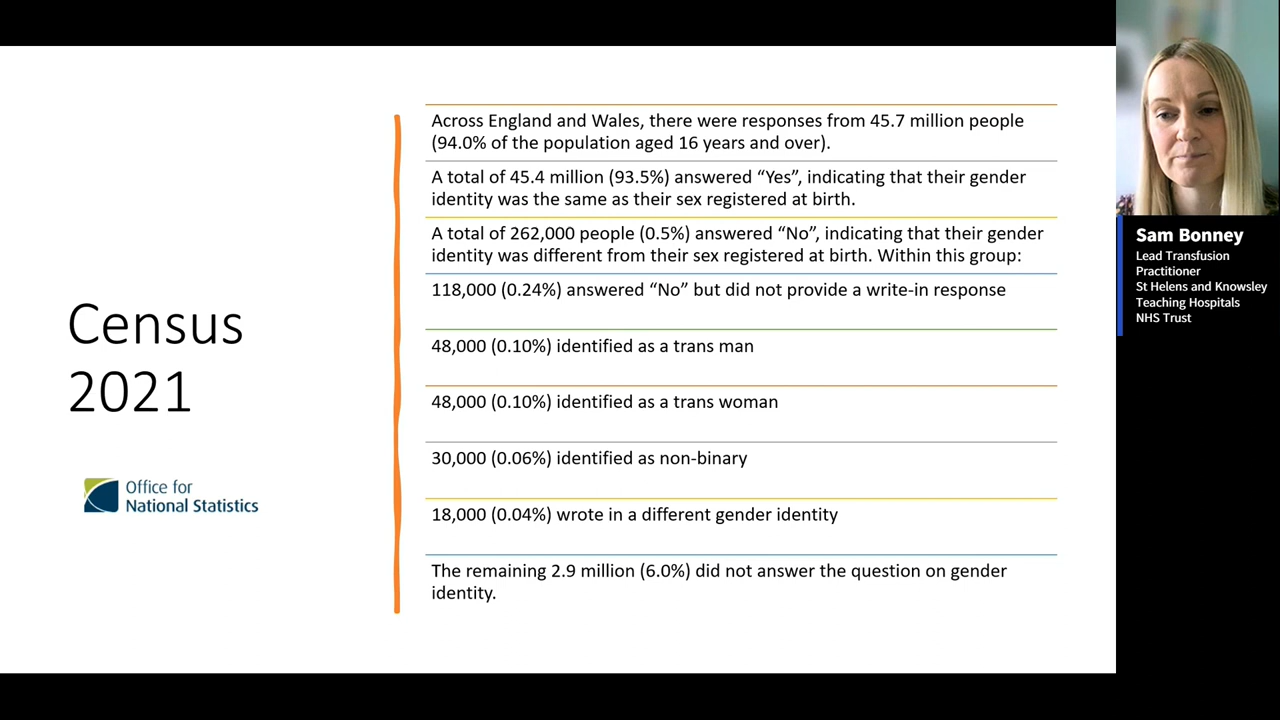 Census
2021
Office for
National Statistics
Across England and Wales, there were responses from 45.7 million people
(94.0% of the population aged 16 years and over).
A total of 45.4 million (93.5%) answered “Yes”, indicating that their gender
identity was the same as their sex registered at birth.
A total of 262,000 people (0.5%) answered “No”, indicating that their gender
identity was different from their sex registered at birth. Within this group:
118,000 (0.24%) answered “No” but did not provide a write-in response
48,000 (0.10%) identified as a trans man
48,000 (0.10%) identified as a trans woman
30,000 (0.06%) identified as non-binary
18,000 (0.04%) wrote in a different gender identity
The remaining 2.9 million (6.0%) did not answer the question on gender
identity.
Sam Bonney
Lead Transfusion
Practitioner
St Helens and Knowsley
Teaching Hospitals
NHS Trust